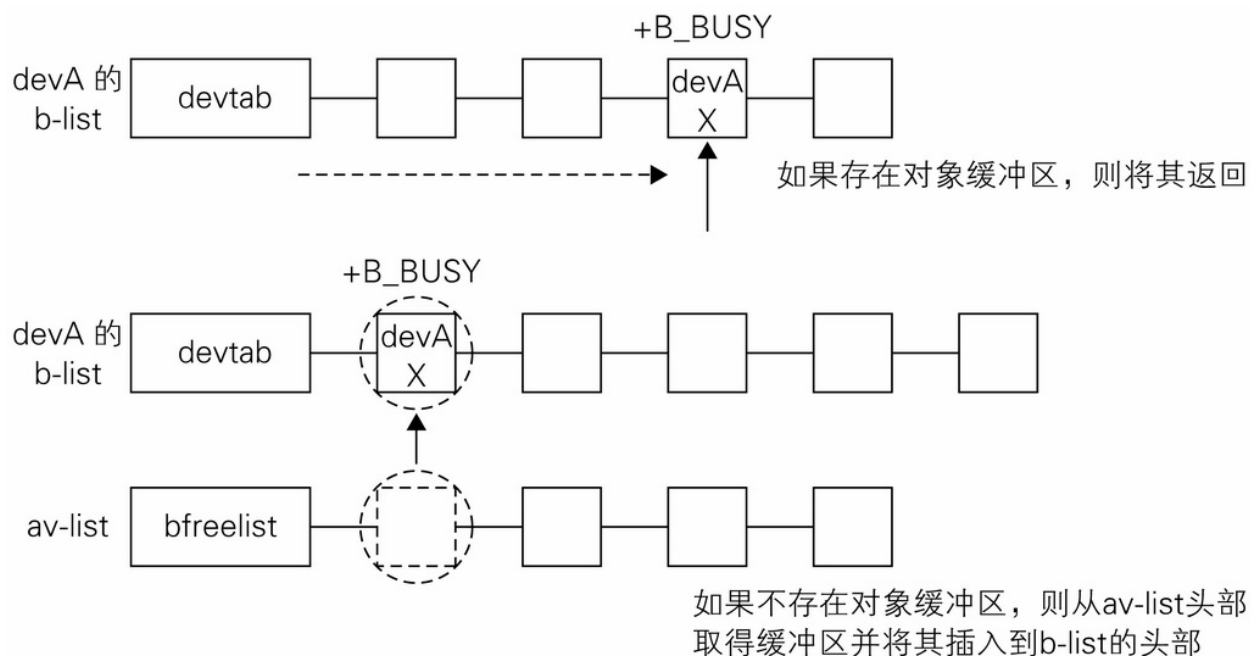 +B_BUSY
devA 的
b-list
devtab
devA
X
如果存在对象缓冲区，则将其返回
+B_BUSY
devA 的
b-list
devtab
devA
X
av-list
bfreelist
如果不存在对象缓冲区，则从av-list头部
取得缓冲区并将其插入到b-list的头部